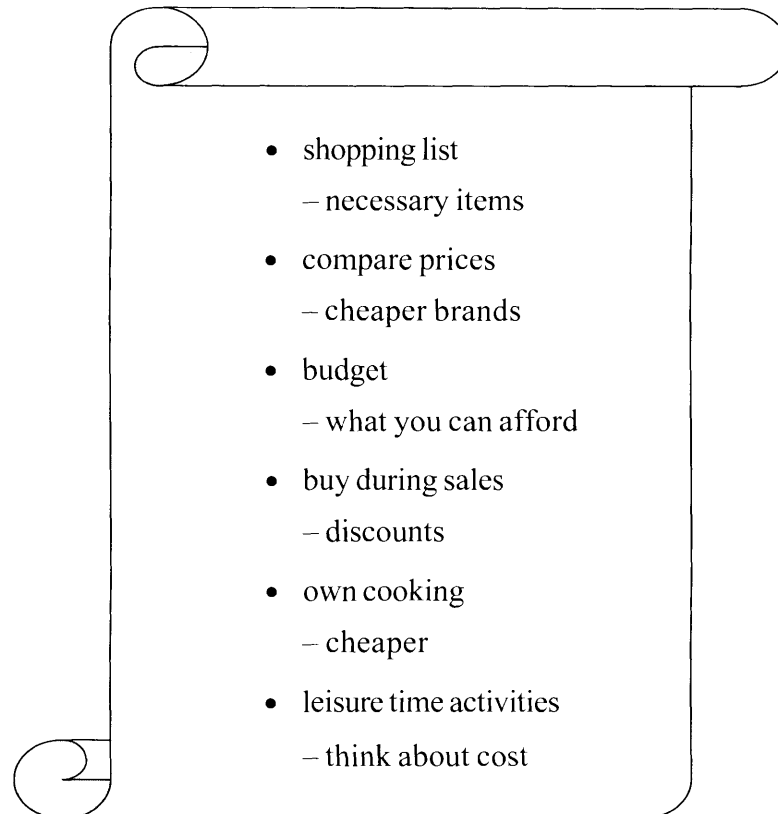 • shopping list
– necessary items
• compare prices
– cheaper brands
• budget
– what you can afford
• buy during sales
– discounts
• own cooking
– cheaper
• leisure time activities
– think about cost